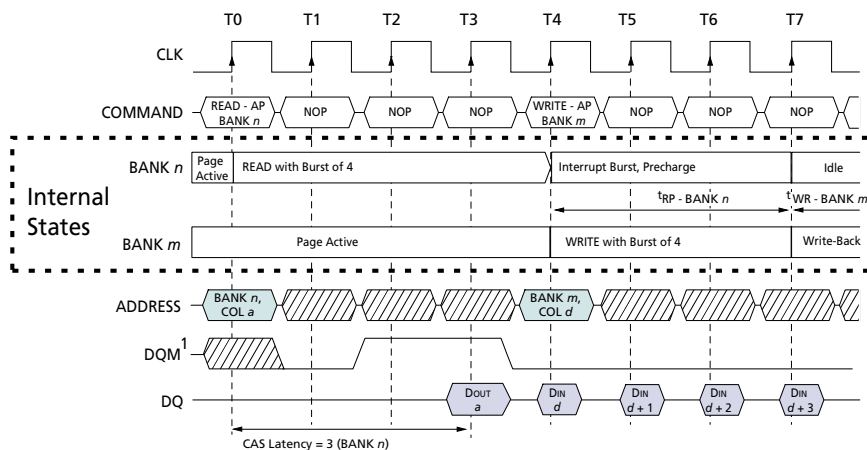 T0 T1 T2 T3 T4 T5 T6 T7
CLK
COMMAND
READ - AP
BANK n
NOP
NOP
NOP
WRITE - AP
BANK m
NOP
NOP
NOP
Internal
States
BANK n
Page
Active
READ with Burst of 4
Interrupt Burst, Precharge
Idle
tRP - BANK n
tWR - BANK m
BANK m
Page Active
WRITE with Burst of 4
Write-Back
ADDRESS
BANK n,
COL a
BANK m,
COL d
DQM1
DQ
DOUT
a
DIN
d
DIN
d + 1
DIN
d + 2
DIN
d + 3
CAS Latency = 3 (BANK n)